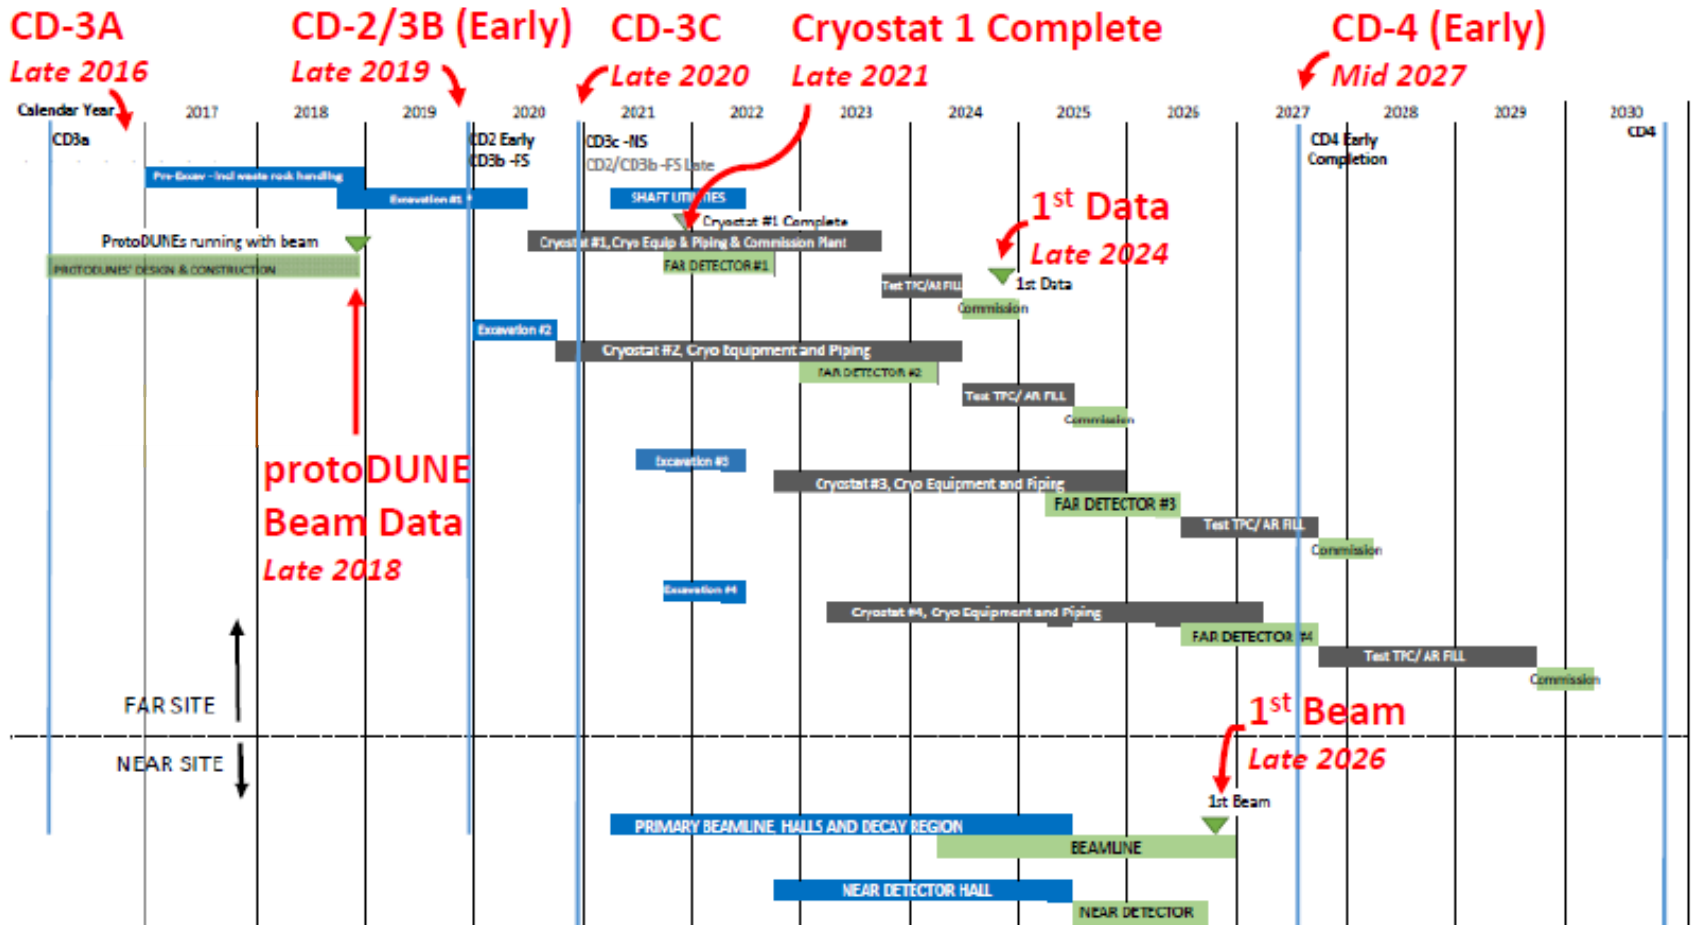 CD-3A
Late 2016
CD-2/3B (Early)
Late 2019
CD-3C
Late 2020
Cryostat 1 Complete
Late 2021
CD-4 (Early)
Mid 2027
Calendar Year 2017 2018 2019 2020 2021 2022 2023 2024 2025 2026 2027 2028 2029 2030
CD3a
CD2 Early
CD3b -FS
CD3c -NS
CD2/CD3b -FS Late
CD4 Early
Completion
CD4
Pre-Excav - incl waste rock handling
Excavation #1
SHAFT UTILITIES
Cryostat #1 Complete
1st Data
Late 2024
ProtoDUNEs running with beam
Cryostat #1, Cryo Equip & Piping & Commission Plant
PROTODUNES' DESIGN & CONSTRUCTION
FAR DETECTOR #1
Test TPC/AR FILL
1st Data
Commission
Excavation #2
Cryostat #2, Cryo Equipment and Piping
FAR DETECTOR #2
Test TPC/ AR FILL
Commission
protoDUNE
Beam Data
Late 2018
Excavation #3
Cryostat #3, Cryo Equipment and Piping
FAR DETECTOR #3
Test TPC/ AR FILL
Commission
Excavation #4
Cryostat #4, Cryo Equipment and Piping
FAR DETECTOR #4
Test TPC/ AR FILL
Commission
FAR SITE
NEAR SITE
1st Beam
Late 2026
1st Beam
PRIMARY BEAMLINE, HALLS AND DECAY REGION
BEAMLINE
NEAR DETECTOR HALL
NEAR DETECTOR